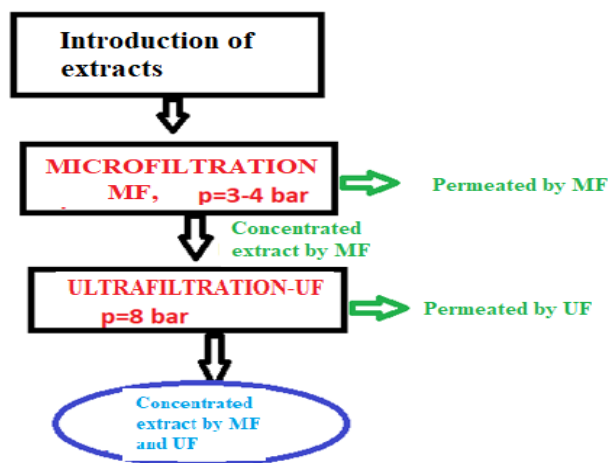 Introduction of
extracts
MICROFILTRATION
MF, p=3-4 bar
Permeated by MF
Concentrated
extract by MF
ULTRAFILTRATION-UF
p=8 bar
Permeated by UF
Concentrated
extract by MF
and UF